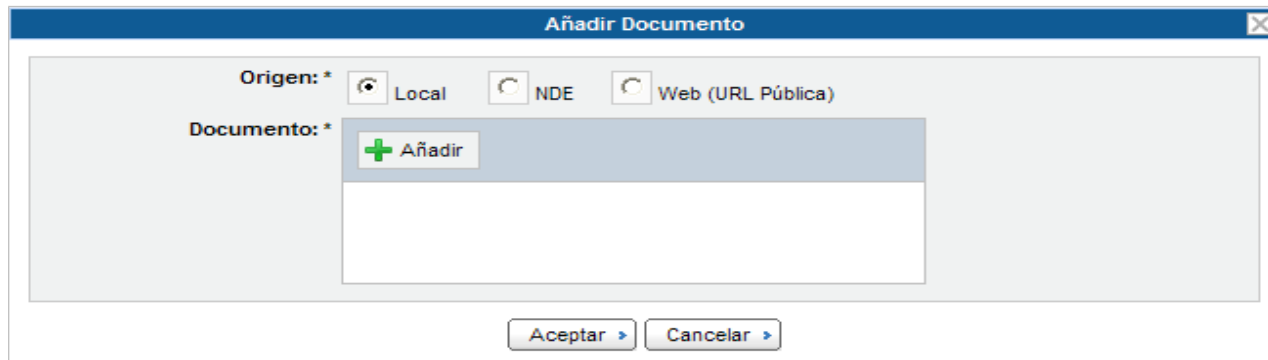 Añadir Documento
Origen: * Local NDE Web (URL Pública)
Documento: *
Añadir
Aceptar Cancelar